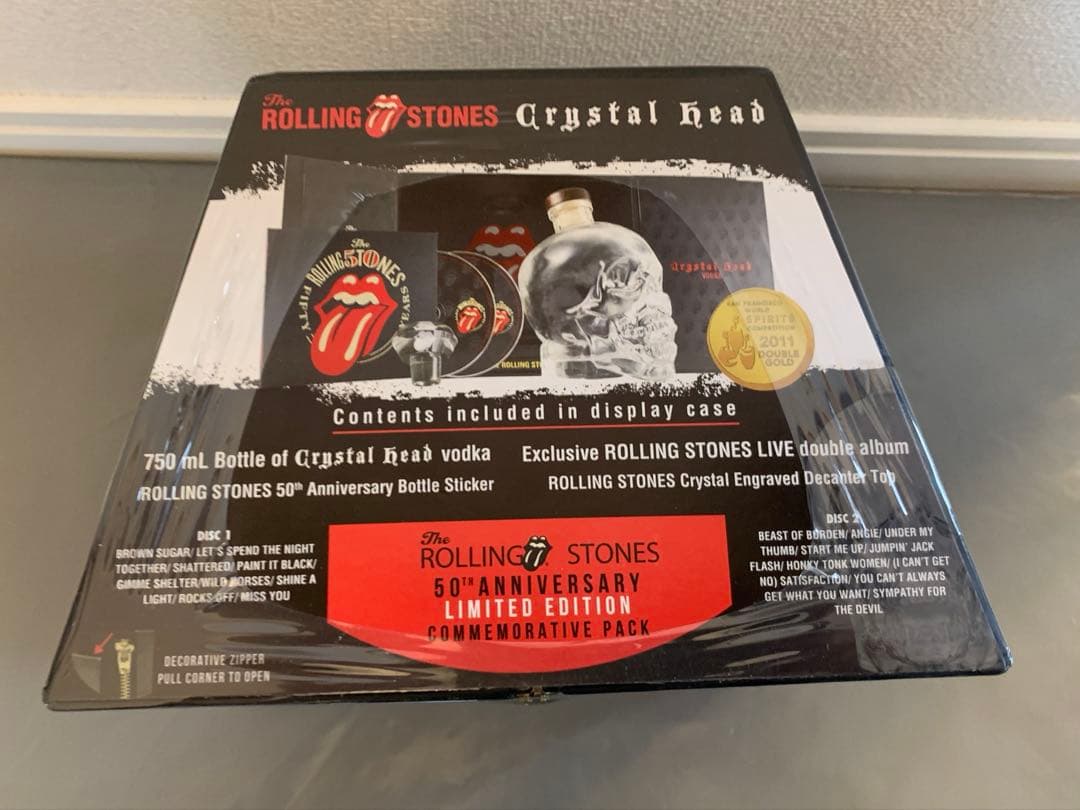 The
ROLLING STONES Crystal Head
The
ROLLING STONES
FIFTY YEARS
Crystal Head
VODKA
SAN FRANCISCO
WORLD
SPIRITS
COMPETITION
2011
DOUBLE
GOLD
ROLLING
Contents included in display case
750 mL Bottle of Crystal Head vodka
Exclusive ROLLING STONES LIVE double album
ROLLING STONES 50th Anniversary Bottle Sticker
ROLLING STONES Crystal Engraved Decanter Top
DISC 1
BROWN SUGAR/ LET'S SPEND THE NIGHT
TOGETHER/ SHATTERED/ PAINT IT BLACK/
GIMME SHELTER/WILD HORSES/ SHINE A
LIGHT/ ROCKS OFF/ MISS YOU
DISC 2
BEAST OF BURDEN/ ANGIE/ UNDER MY
THUMB/ START ME UP/ JUMPIN' JACK
FLASH/ HONKY TONK WOMEN/ (I CAN'T GET
NO) SATISFACTION/ YOU CAN'T ALWAYS
GET WHAT YOU WANT/ SYMPATHY FOR
THE DEVIL
The
ROLLING STONES
50TH ANNIVERSARY
LIMITED EDITION
COMMEMORATIVE PACK
DECORATIVE ZIPPER
PULL CORNER TO OPEN